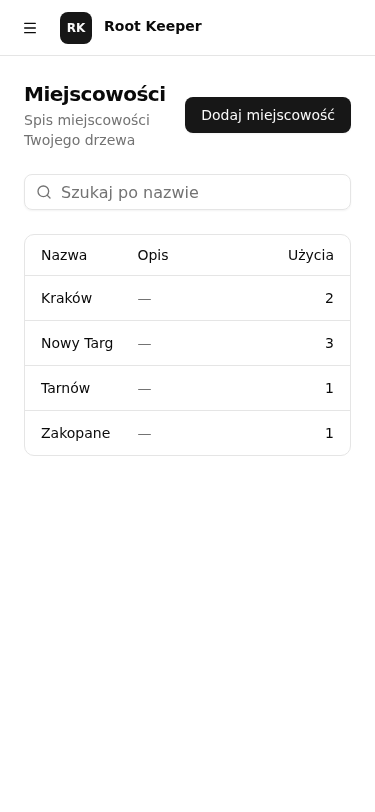 RK Root Keeper
Miejscowości
Spis miejscowości
Twojego drzewa
Dodaj miejscowość
Szukaj po nazwie
Nazwa Opis Użycia
Kraków — 2
Nowy Targ — 3
Tarnów — 1
Zakopane — 1